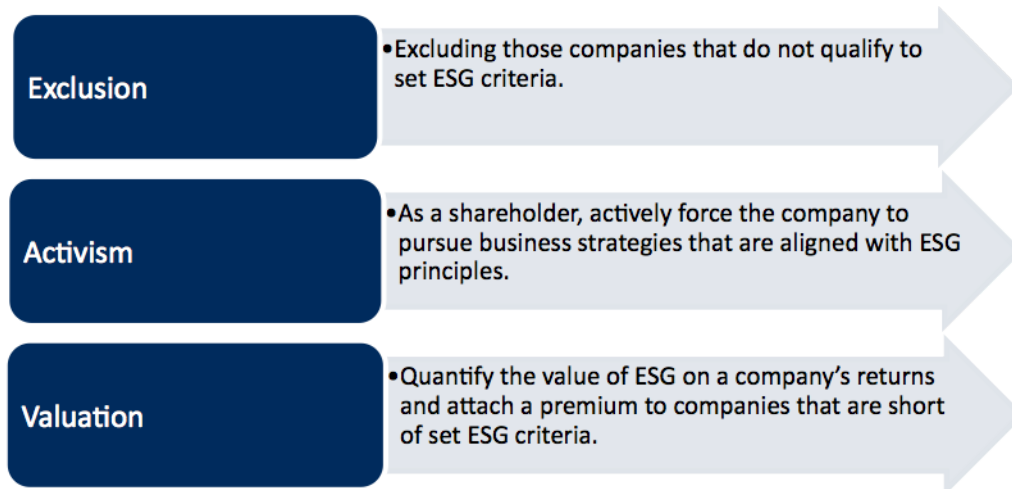 Exclusion
•Excluding those companies that do not qualify to
set ESG criteria.
Activism
•As a shareholder, actively force the company to
pursue business strategies that are aligned with ESG
principles.
Valuation
•Quantify the value of ESG on a company’s returns
and attach a premium to companies that are short
of set ESG criteria.